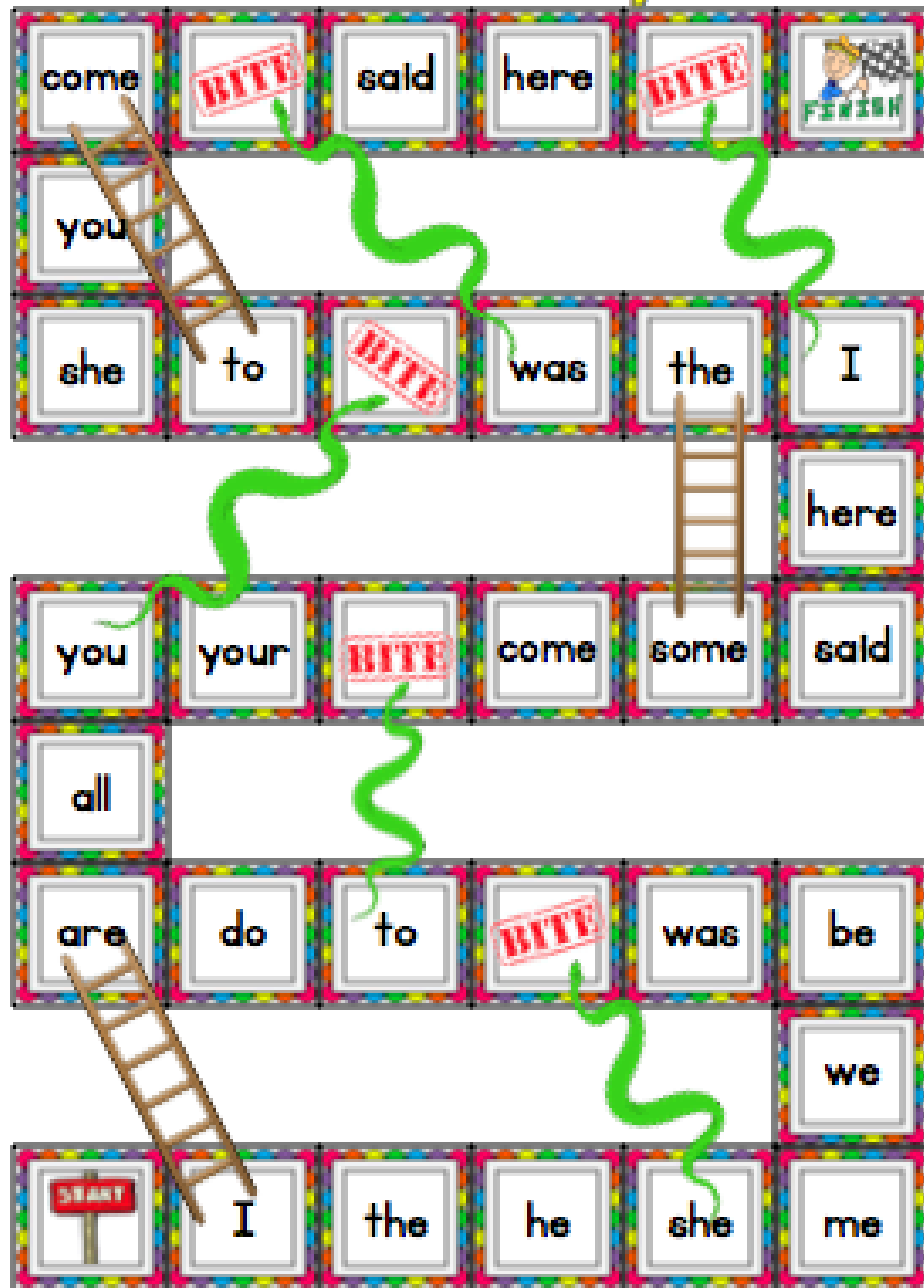 come BITE said here BITE FINISH
you
she to BITE was the I
here
you your BITE come some said
all
are do to BITE was be
we
START I the he she me